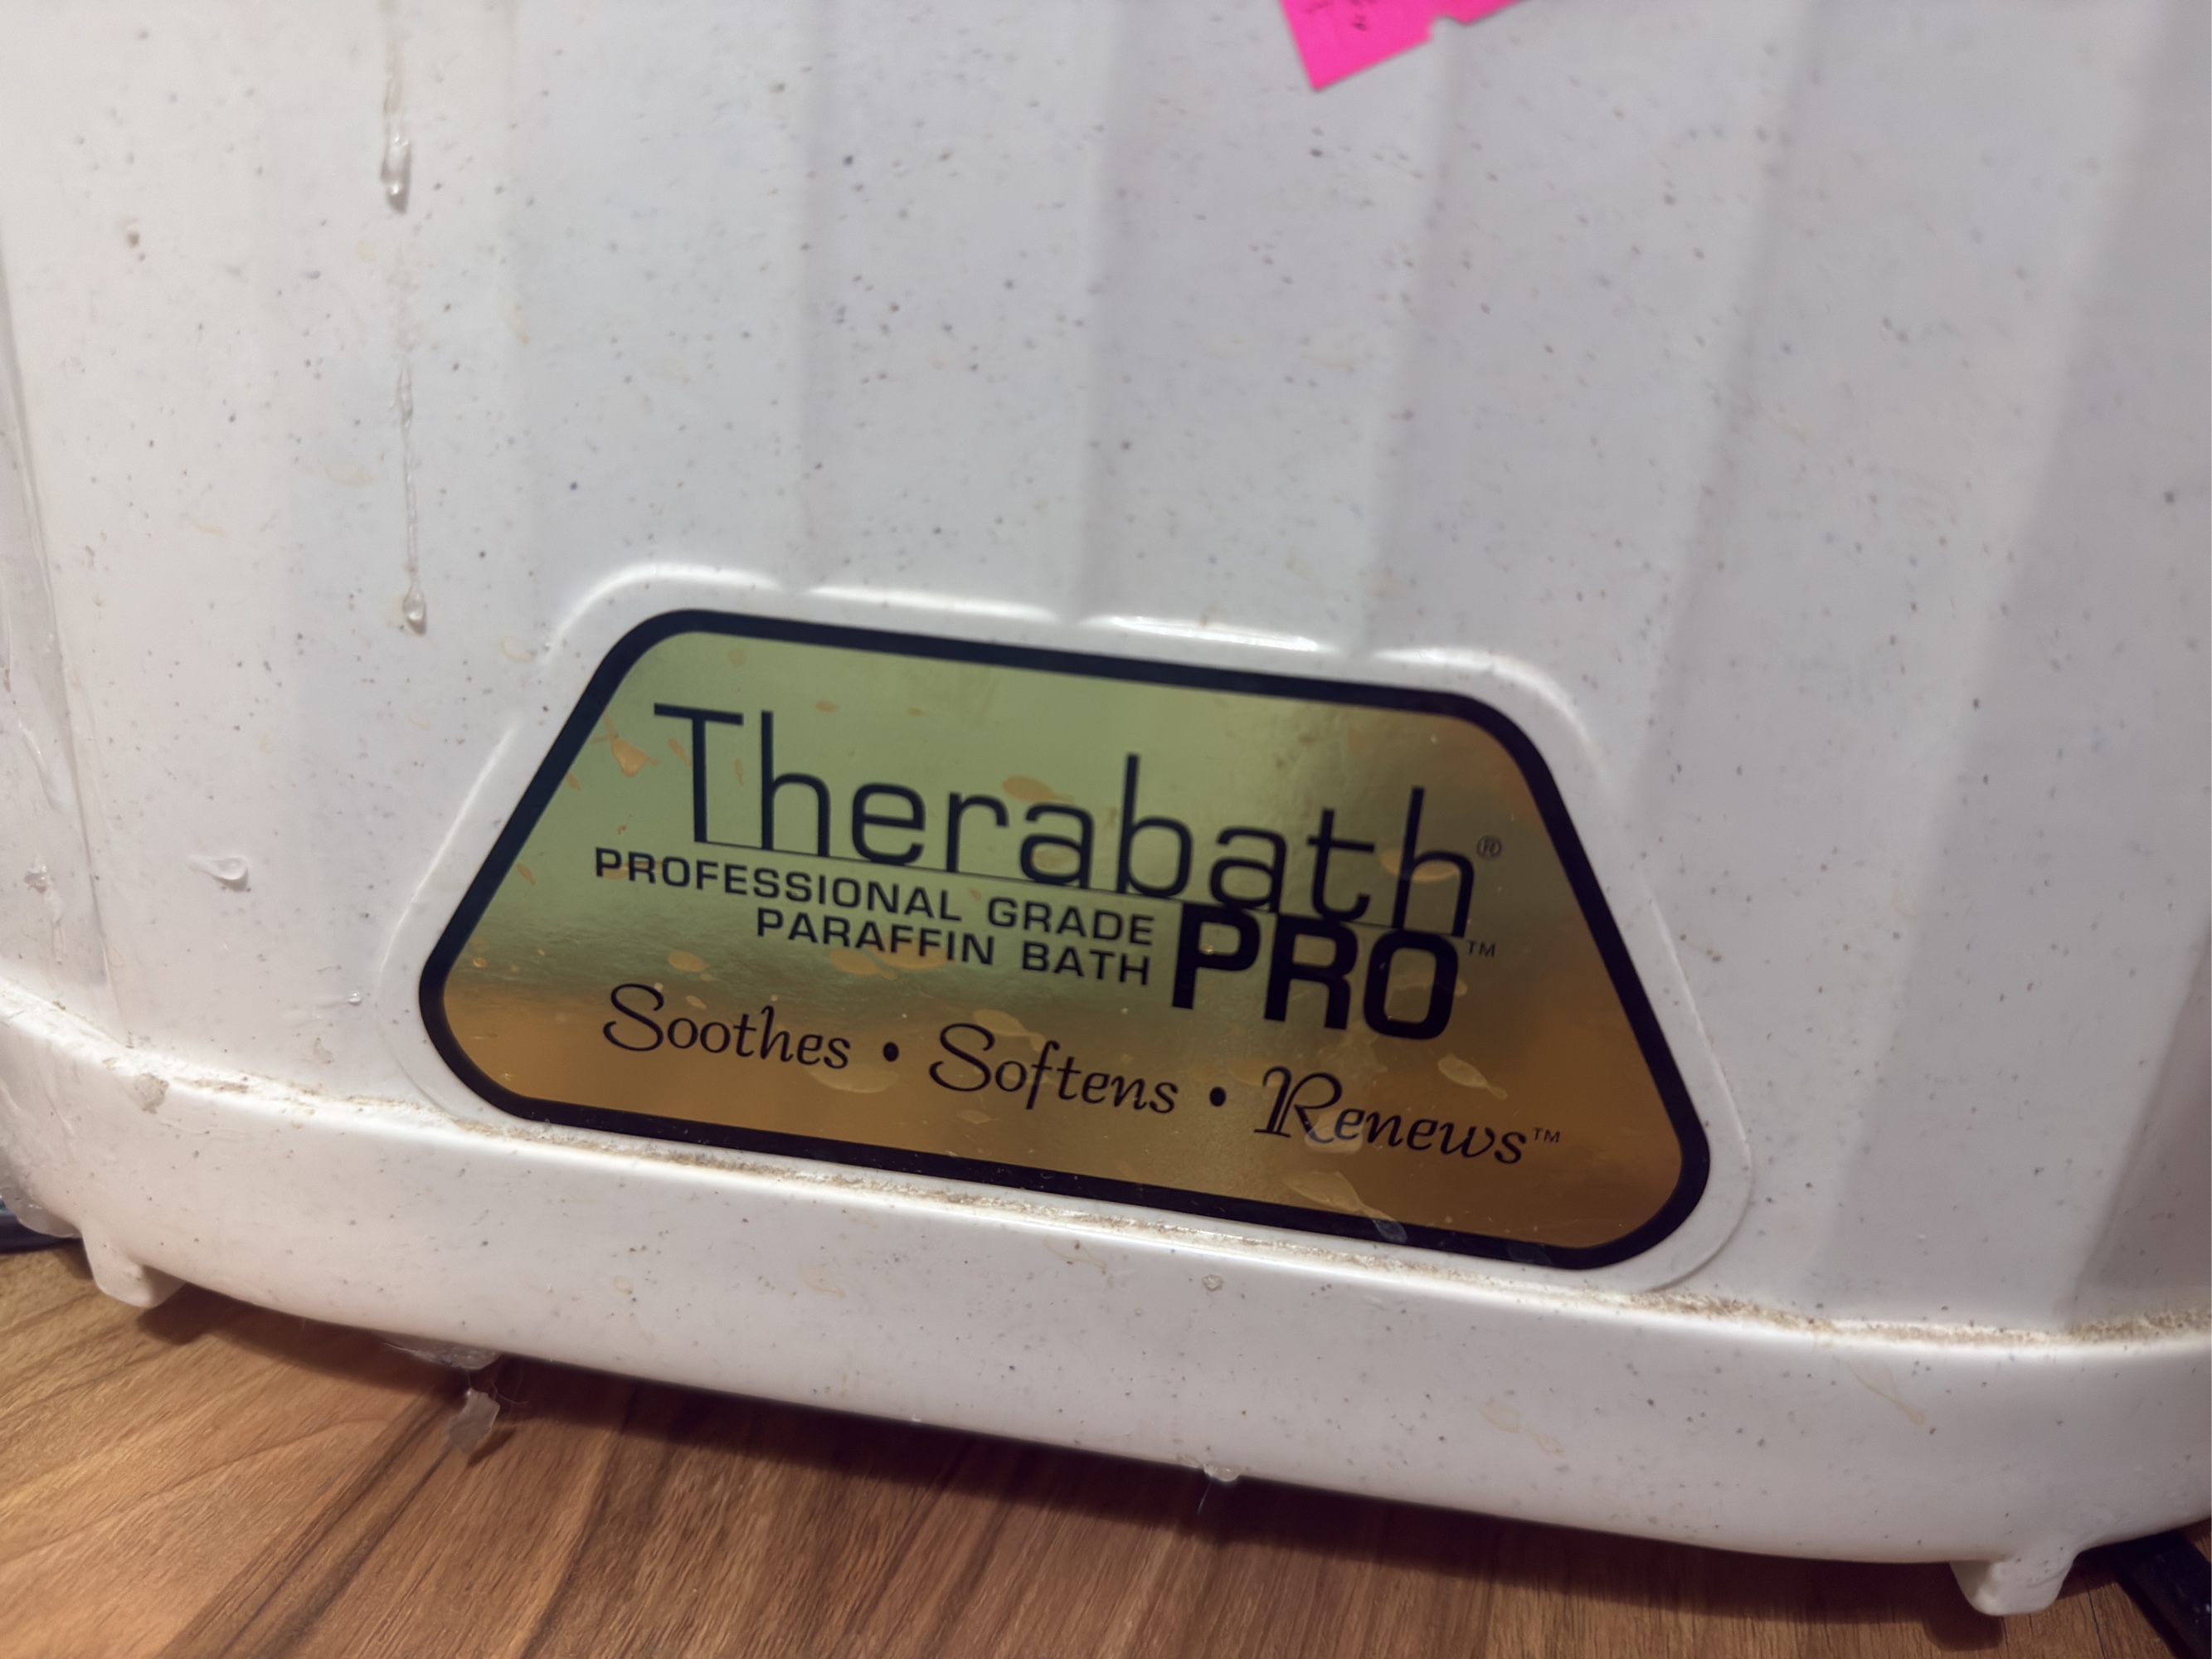 Therabath®
PROFESSIONAL GRADE
PARAFFIN BATH
PRO™
Soothes • Softens • Renews™